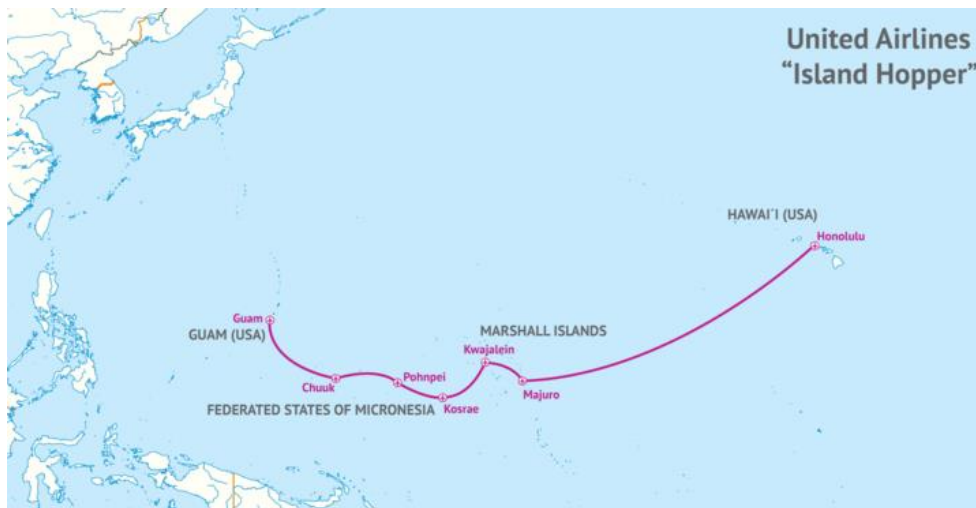 United Airlines
“Island Hopper”
HAWAI´I (USA)
Honolulu
Guam
GUAM (USA)
MARSHALL ISLANDS
Kwajalein
Chuuk
Pohnpei
Majuro
FEDERATED STATES OF MICRONESIA
Kosrae